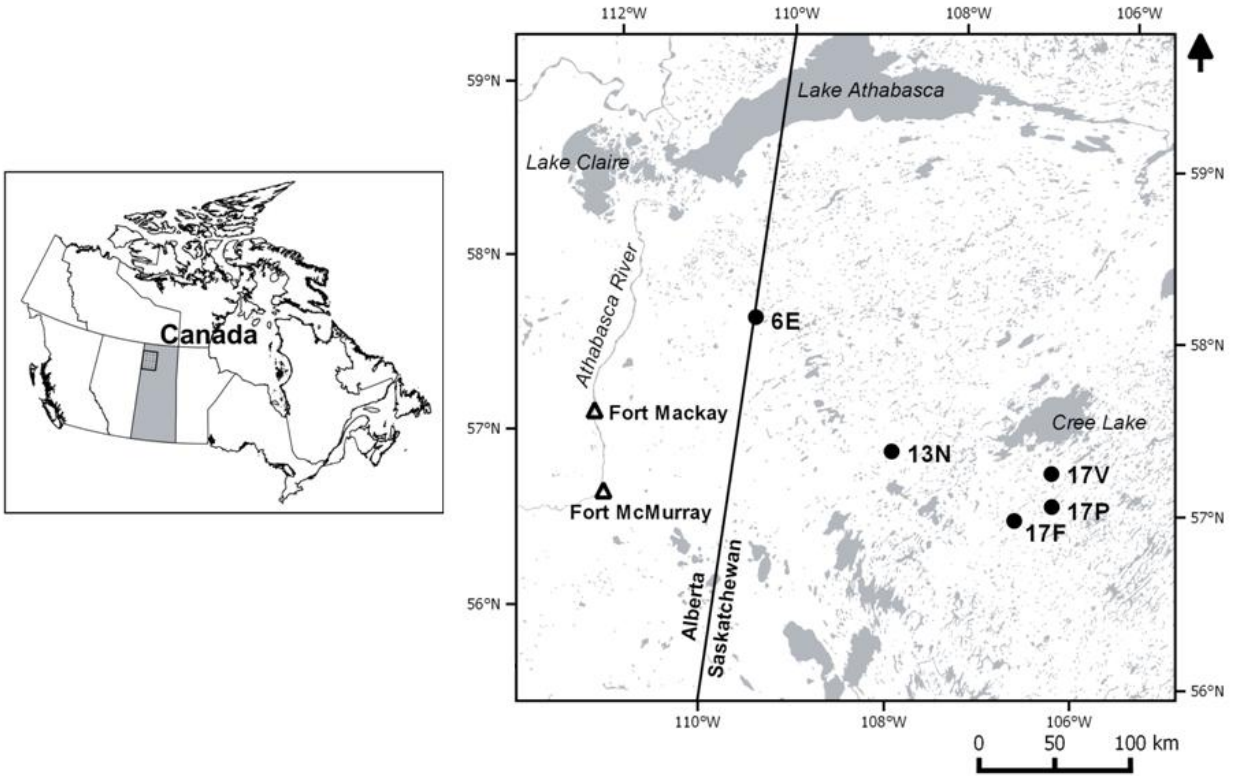 Canada
112°W 110°W 108°W 106°W
59°N
58°N
57°N
56°N
Lake Athabasca
Lake Claire
Athabasca River
6E
Fort Mackay
Fort McMurray
Cree Lake
13N
17V
17P
17F
Alberta
Saskatchewan
59°N
58°N
57°N
56°N
110°W 108°W 106°W
0 50 100 km